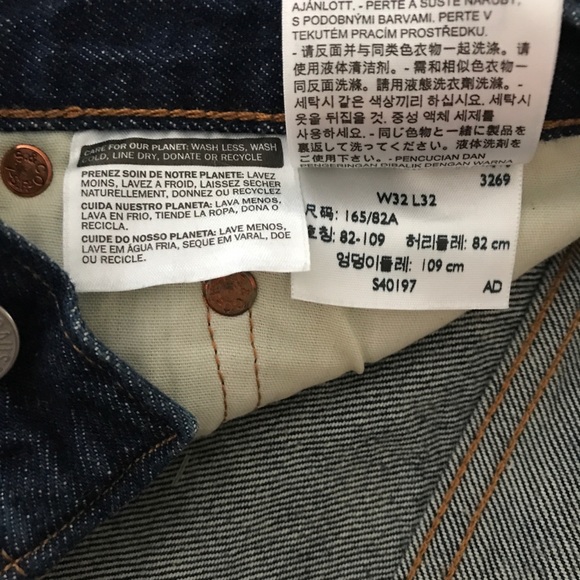 AJÁNLOTT. - PERTE A SUŠTE NARUBY,
S PODOBNÝMI BARVAMI. PERTE V
TEKUTÉM PRACÍM PROSTŘEDKU.
- 请反面并与同类色衣物一起洗涤。请
使用液体清洁剂。- 需和相似色衣物一
同反面洗滌。請用液態洗衣劑洗滌。-
세탁시 같은 색상끼리 하십시요. 세탁시
옷을 뒤집을 것. 중성 액체 세제를
사용하세요. - 同じ色物と一緒に製品を
裏返して洗ってください。液体洗剤を
ご使用下さい。- PENCUCIAN DAN
PENGERINGAN DIBALIK DENGAN WARNA
CARE FOR OUR PLANET: WASH LESS, WASH
COLD, LINE DRY, DONATE OR RECYCLE
PRENEZ SOIN DE NOTRE PLANETE: LAVEZ
MOINS, LAVEZ A FROID, LAISSEZ SECHER
NATURELLEMENT, DONNEZ OU RECYCLEZ
CUIDA NUESTRO PLANETA: LAVA MENOS,
LAVA EN FRIO, TIENDE LA ROPA, DONA O
RECICLA.
CUIDE DO NOSSO PLANETA: LAVE MENOS,
LAVE EM ÁGUA FRIA, SEQUE EM VARAL, DOE
OU RECICLE.
3269
W32 L32
尺码: 165/82A
호칭: 82-109 허리둘레: 82 cm
엉덩이둘레: 109 cm
S40197 AD